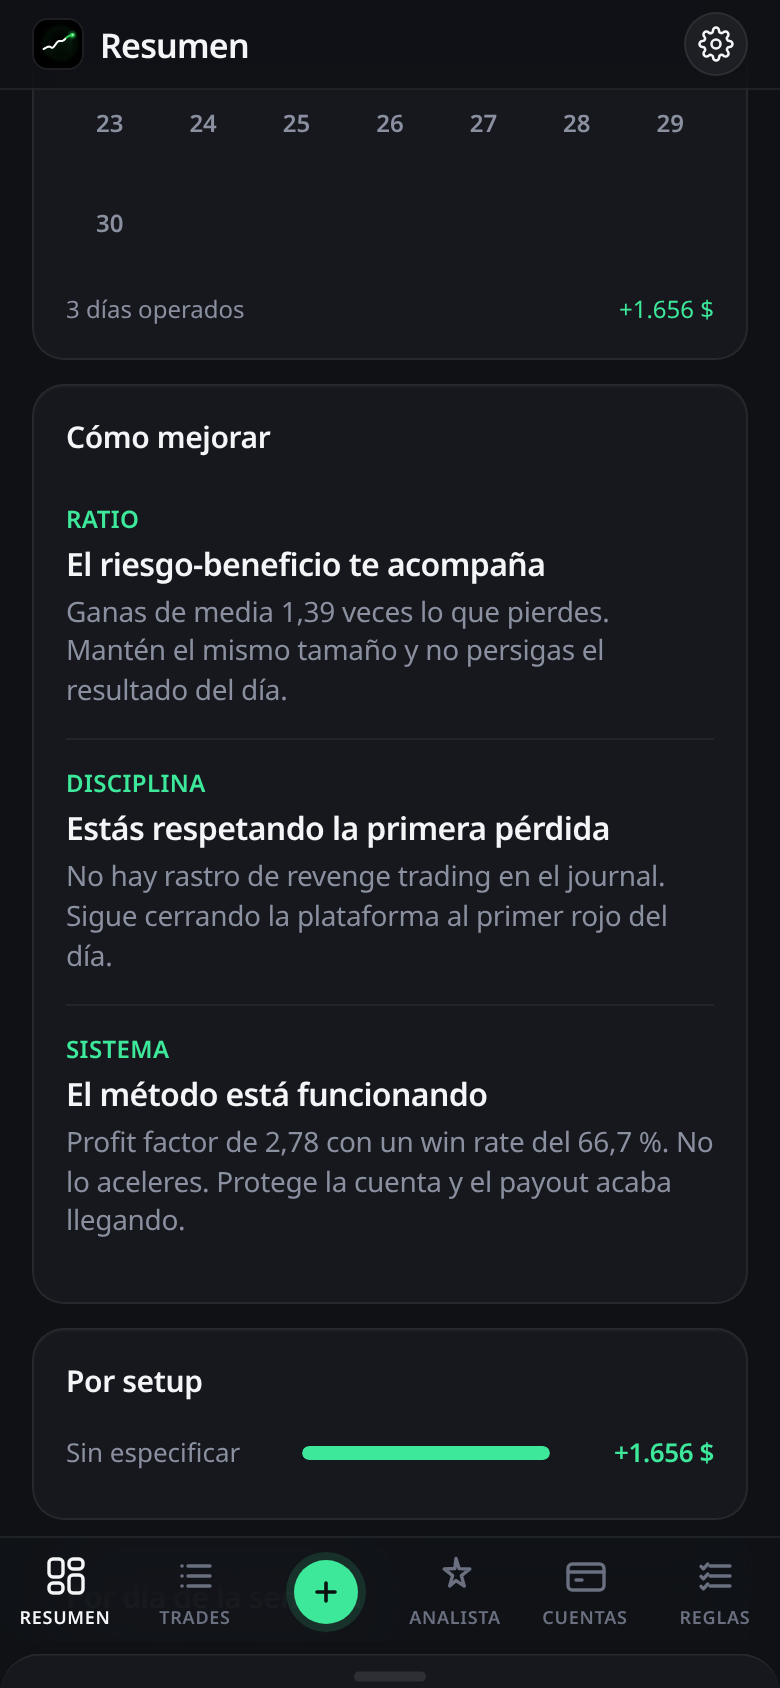 Resumen
23 24 25 26 27 28 29
30
3 días operados +1.656 $
Cómo mejorar
RATIO
El riesgo-beneficio te acompaña
Ganas de media 1,39 veces lo que pierdes.
Mantén el mismo tamaño y no persigas el
resultado del día.
DISCIPLINA
Estás respetando la primera pérdida
No hay rastro de revenge trading en el journal.
Sigue cerrando la plataforma al primer rojo del
día.
SISTEMA
El método está funcionando
Profit factor de 2,78 con un win rate del 66,7 %. No
lo aceleres. Protege la cuenta y el payout acaba
llegando.
Por setup
Sin especificar +1.656 $
Por día de la se
RESUMEN TRADES ANALISTA CUENTAS REGLAS